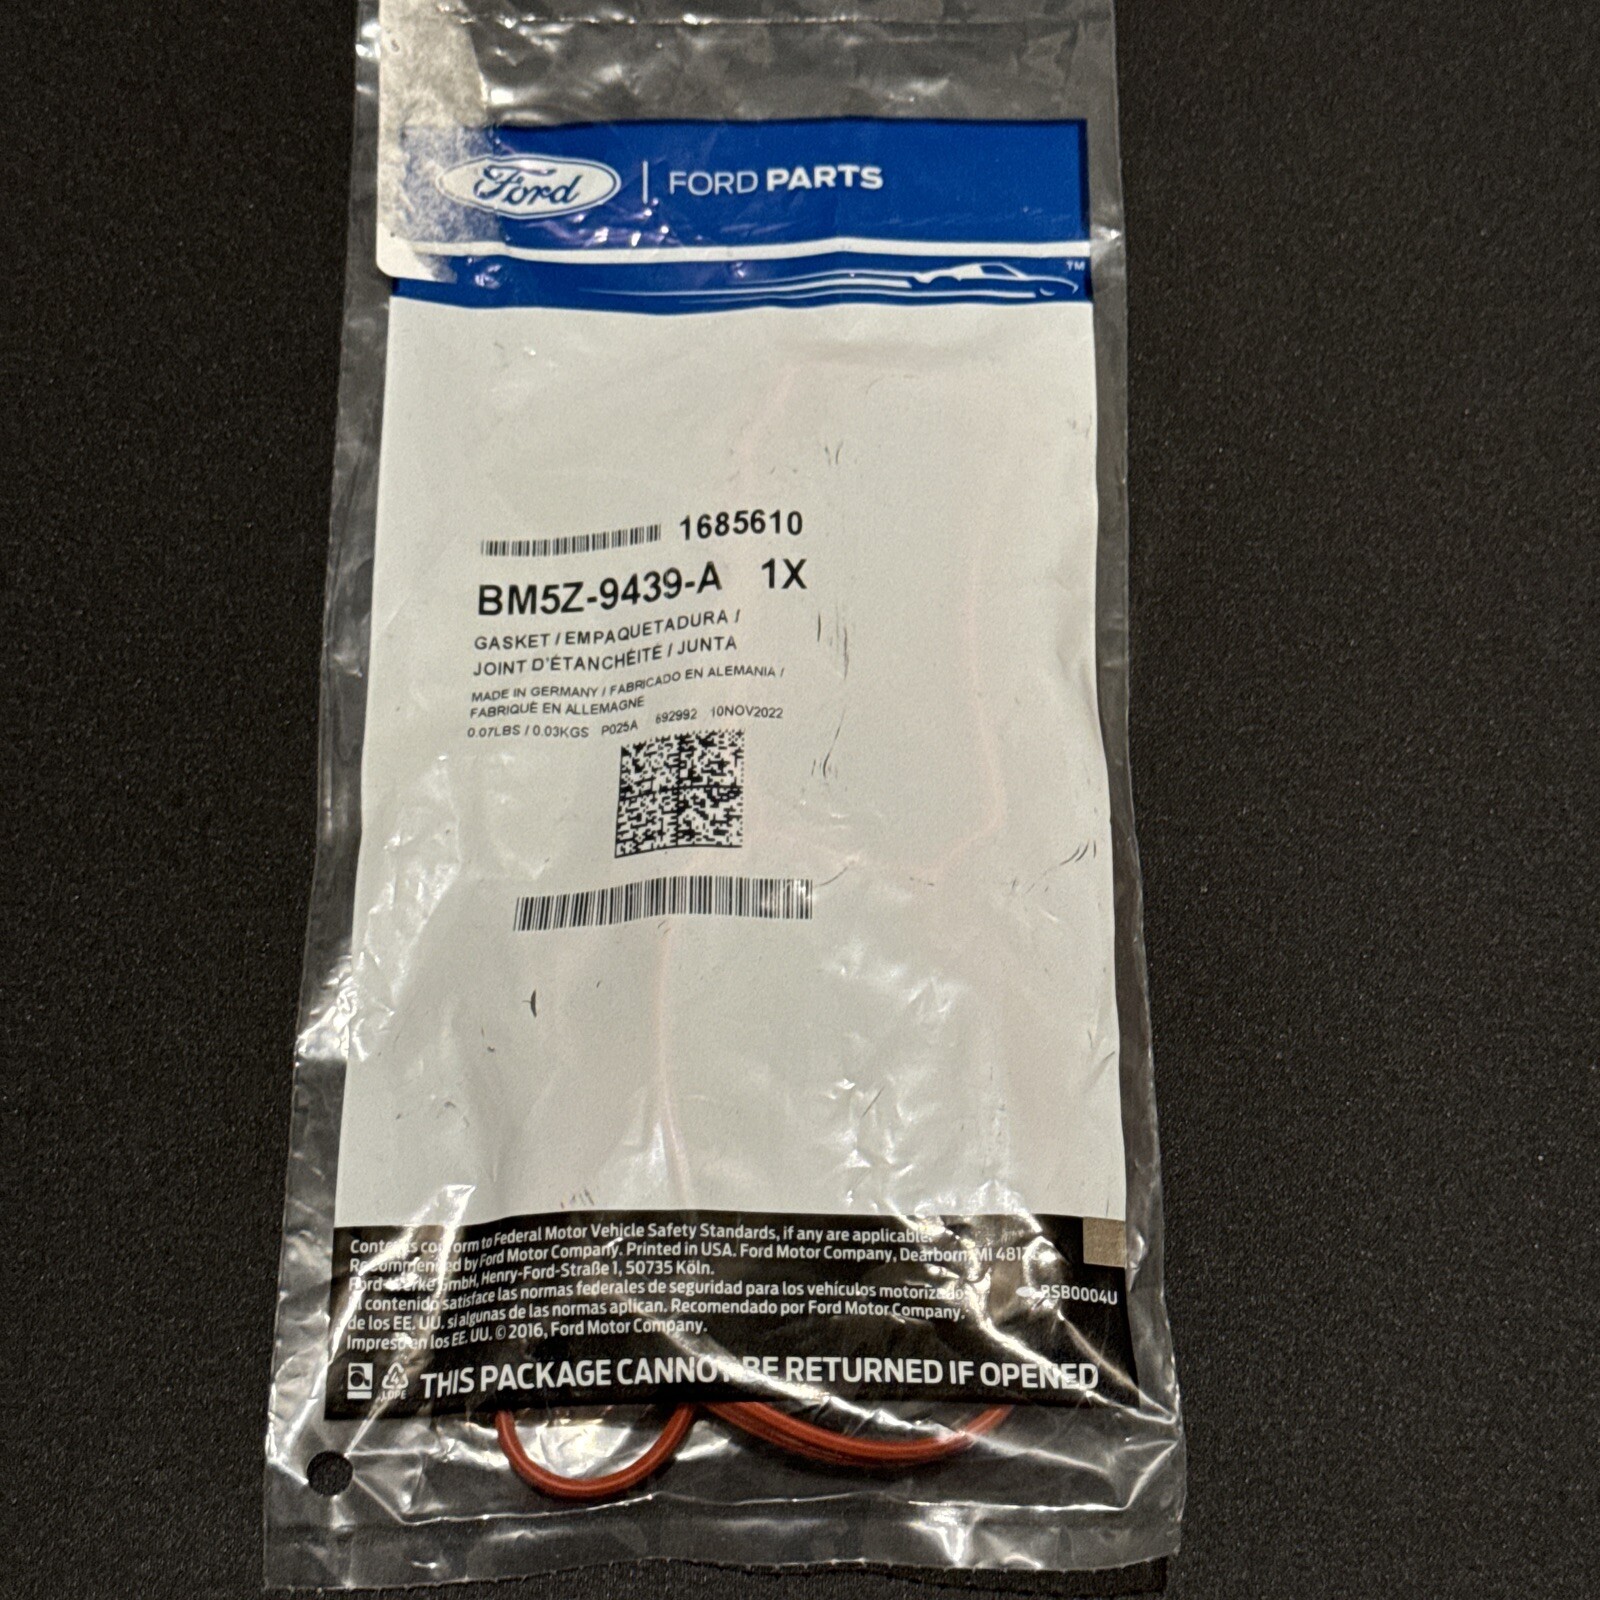 Ford | FORD PARTS
TM
1685610
BM5Z-9439-A 1X
GASKET / EMPAQUETADURA /
JOINT D'ÉTANCHÉITÉ / JUNTA
MADE IN GERMANY / FABRICADO EN ALEMANIA /
FABRIQUÉ EN ALLEMAGNE
0.07LBS / 0.03KGS P025A 692992 10NOV2022
Contents conform to Federal Motor Vehicle Safety Standards, if any are applicable.
Recommended by Ford Motor Company. Printed in USA. Ford Motor Company, Dearborn, MI
Ford-Werke GmbH, Henry-Ford-Straße 1, 50735 Köln.
El contenido satisface las normas federales de seguridad para los vehículos motorizados
de los EE. UU. si algunas de las normas aplican. Recomendado por Ford Motor Company.
Impreso en los EE. UU. © 2016, Ford Motor Company.
RSB0004U
4
LDPE
THIS PACKAGE CANNOT BE RETURNED IF OPENED